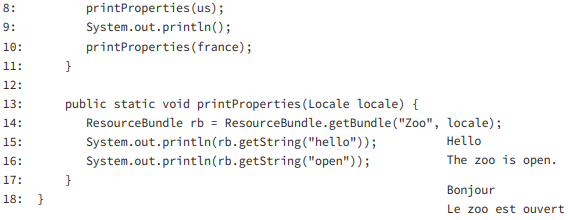 8:       printProperties(us);
9:       System.out.println();
10:      printProperties(france);
11:   }
12:
13:   public static void printProperties(Locale locale) {
14:      ResourceBundle rb = ResourceBundle.getBundle("Zoo", locale);
15:      System.out.println(rb.getString("hello"));
16:      System.out.println(rb.getString("open"));
17:   }
18: }
Hello
The zoo is open.
Bonjour
Le zoo est ouvert